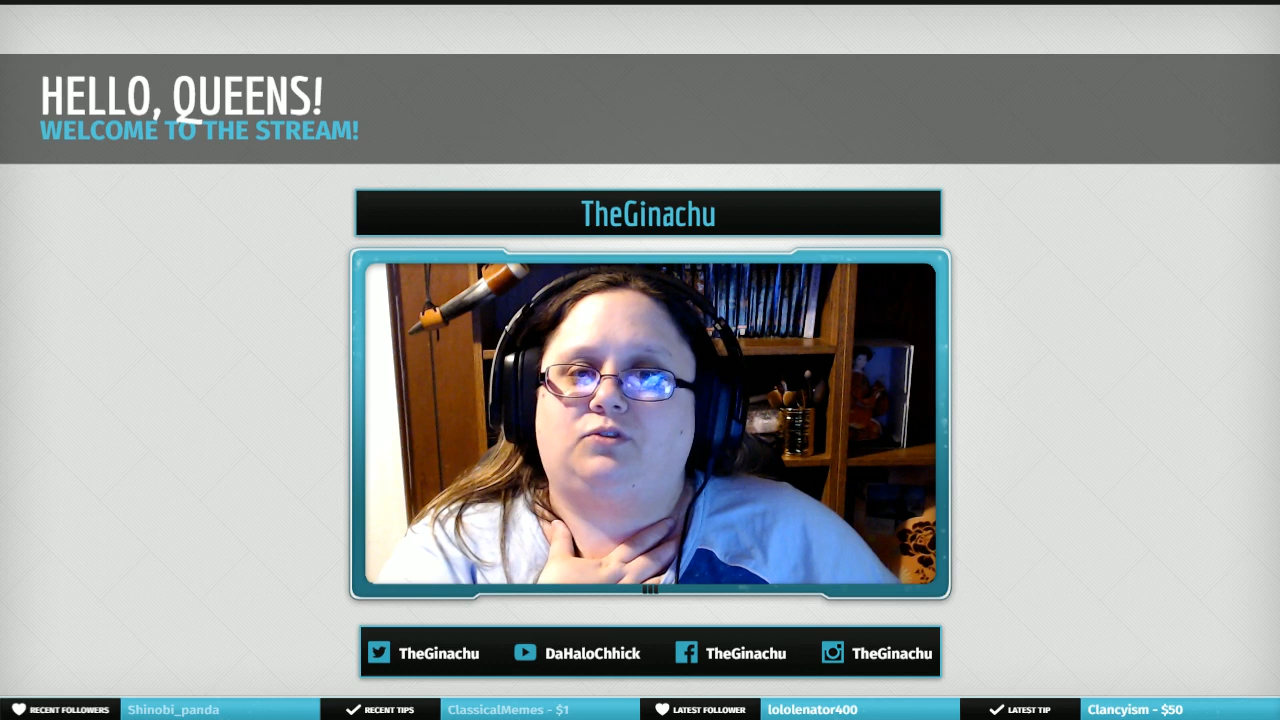 HELLO, QUEENS!
WELCOME TO THE STREAM!
TheGinachu
TheGinachu DaHaloChhick TheGinachu TheGinachu
RECENT FOLLOWERS Shinobi_panda RECENT TIPS ClassicalMemes - $1 LATEST FOLLOWER lololenator400 LATEST TIP Clancyism - $50